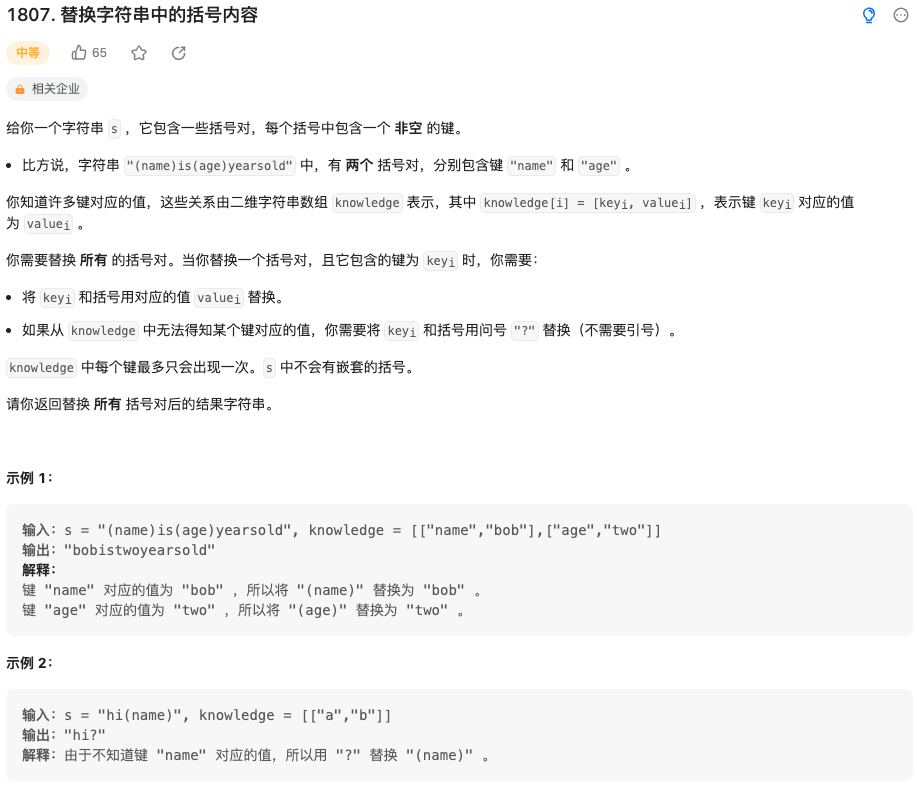 1807. 替换字符串中的括号内容
中等 65
相关企业
给你一个字符串 s ，它包含一些括号对，每个括号中包含一个 非空 的键。
• 比方说，字符串 "(name)is(age)yearsold" 中，有 两个 括号对，分别包含键 "name" 和 "age" 。
你知道许多键对应的值，这些关系由二维字符串数组 knowledge 表示，其中 knowledge[i] = [keyi, valuei] ，表示键 keyi 对应的值
为 valuei 。
你需要替换 所有 的括号对。当你替换一个括号对，且它包含的键为 keyi 时，你需要：
• 将 keyi 和括号用对应的值 valuei 替换。
• 如果从 knowledge 中无法得知某个键对应的值，你需要将 keyi 和括号用问号 "?" 替换（不需要引号）。
knowledge 中每个键最多只会出现一次。s 中不会有嵌套的括号。
请你返回替换 所有 括号对后的结果字符串。
示例 1：
输入：s = "(name)is(age)yearsold", knowledge = [["name","bob"],["age","two"]]
输出："bobistwoyearsold"
解释：
键 "name" 对应的值为 "bob" ，所以将 "(name)" 替换为 "bob" 。
键 "age" 对应的值为 "two" ，所以将 "(age)" 替换为 "two" 。
示例 2：
输入：s = "hi(name)", knowledge = [["a","b"]]
输出："hi?"
解释：由于不知道键 "name" 对应的值，所以用 "?" 替换 "(name)" 。